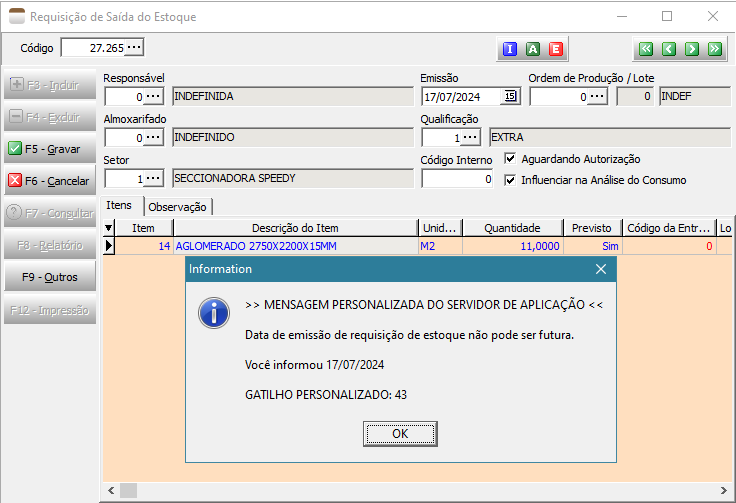 Requisição de Saída do Estoque
Código 27.265 ... I A E
F3 - Incluir
F4 - Excluir
F5 - Gravar
F6 - Cancelar
F7 - Consultar
F8 - Relatório
F9 - Outros
F12 - Impressão
Responsável Emissão Ordem de Produção / Lote
0 ... INDEFINIDA 17/07/2024 15 0 ... 0 INDEF
Almoxarifado Qualificação
0 ... INDEFINIDO 1 ... EXTRA
Setor Código Interno Aguardando Autorização
1 ... SECCIONADORA SPEEDY 0 Influenciar na Análise do Consumo
Itens Observação
Item Descrição do Item Unid... Quantidade Previsto Código da Entr... Lo
14 AGLOMERADO 2750X2200X15MM M2 11,0000 Sim 0
Information
>> MENSAGEM PERSONALIZADA DO SERVIDOR DE APLICAÇÃO <<
Data de emissão de requisição de estoque não pode ser futura.
Você informou 17/07/2024
GATILHO PERSONALIZADO: 43
OK